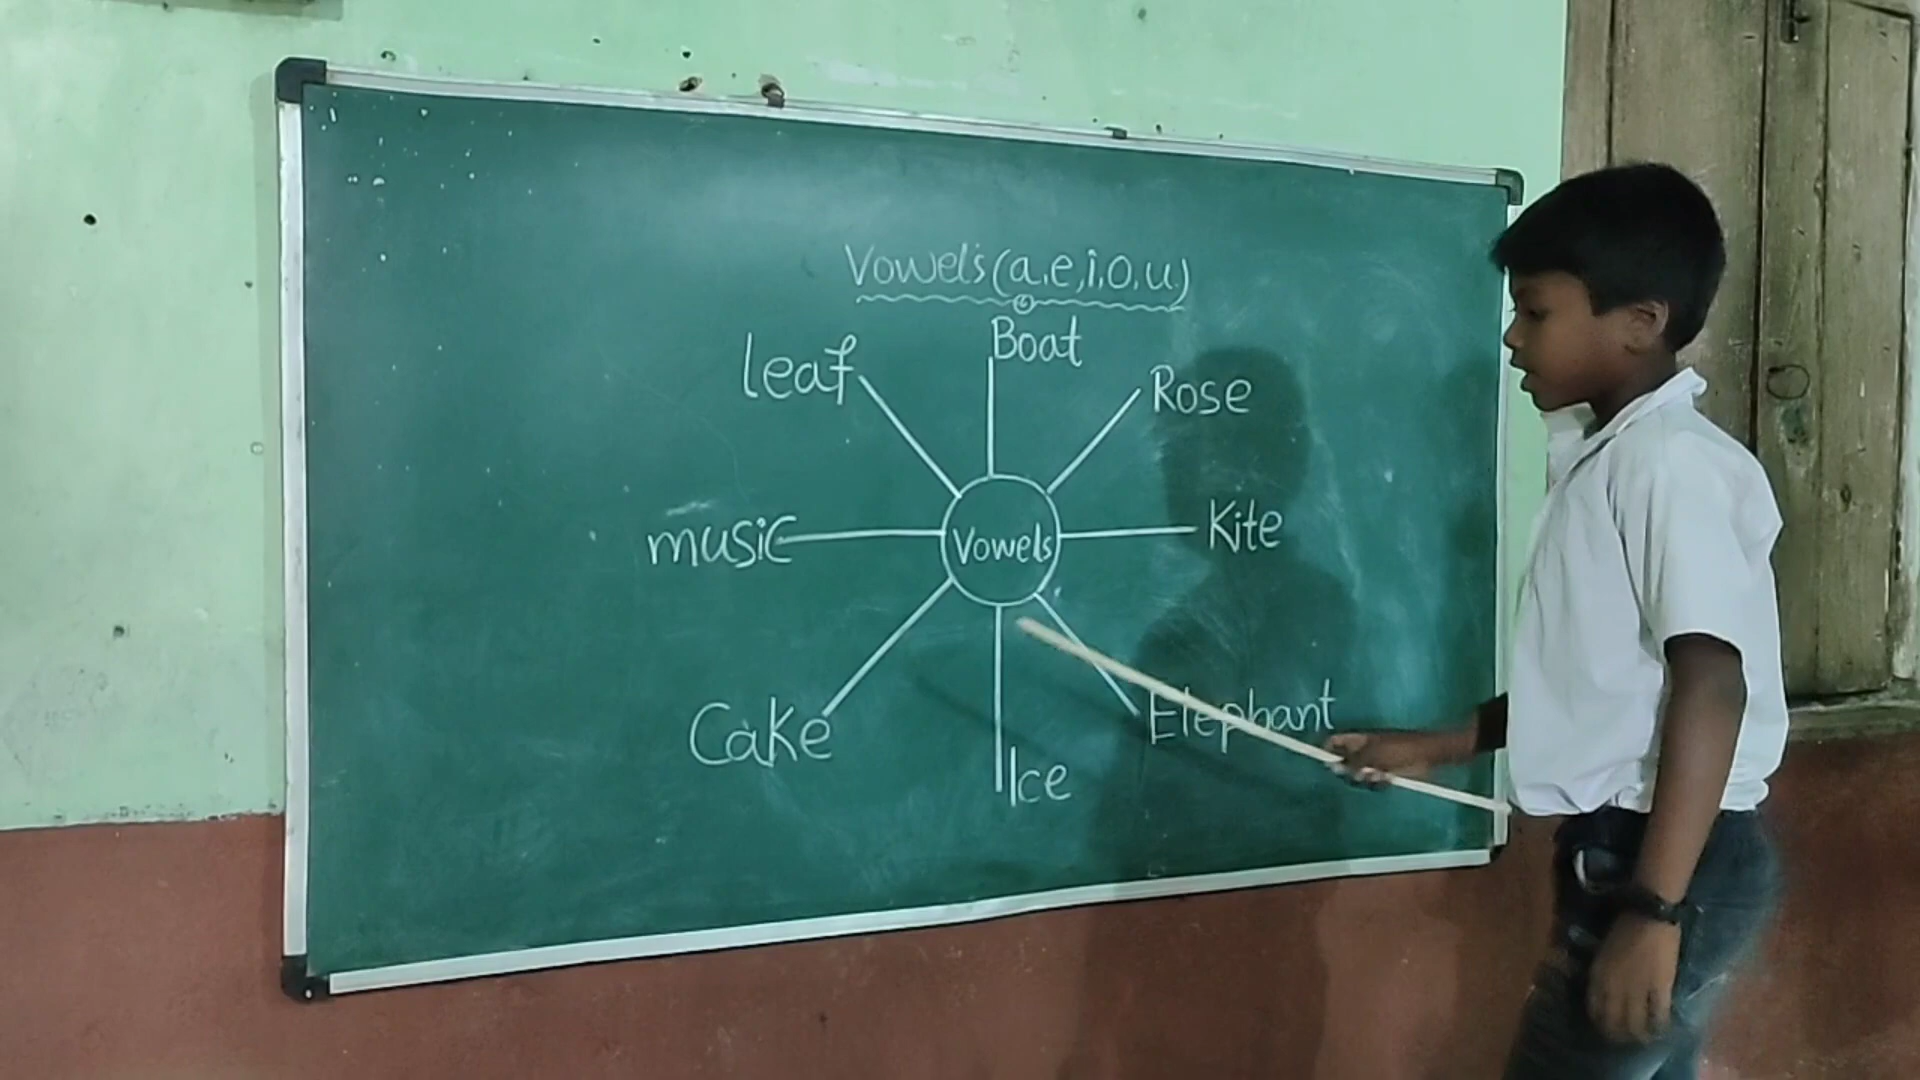 Vowels (a,e,i,o,u)
Boat
leaf
Rose
music
Vowels
Kite
Cake
Elephant
Ice